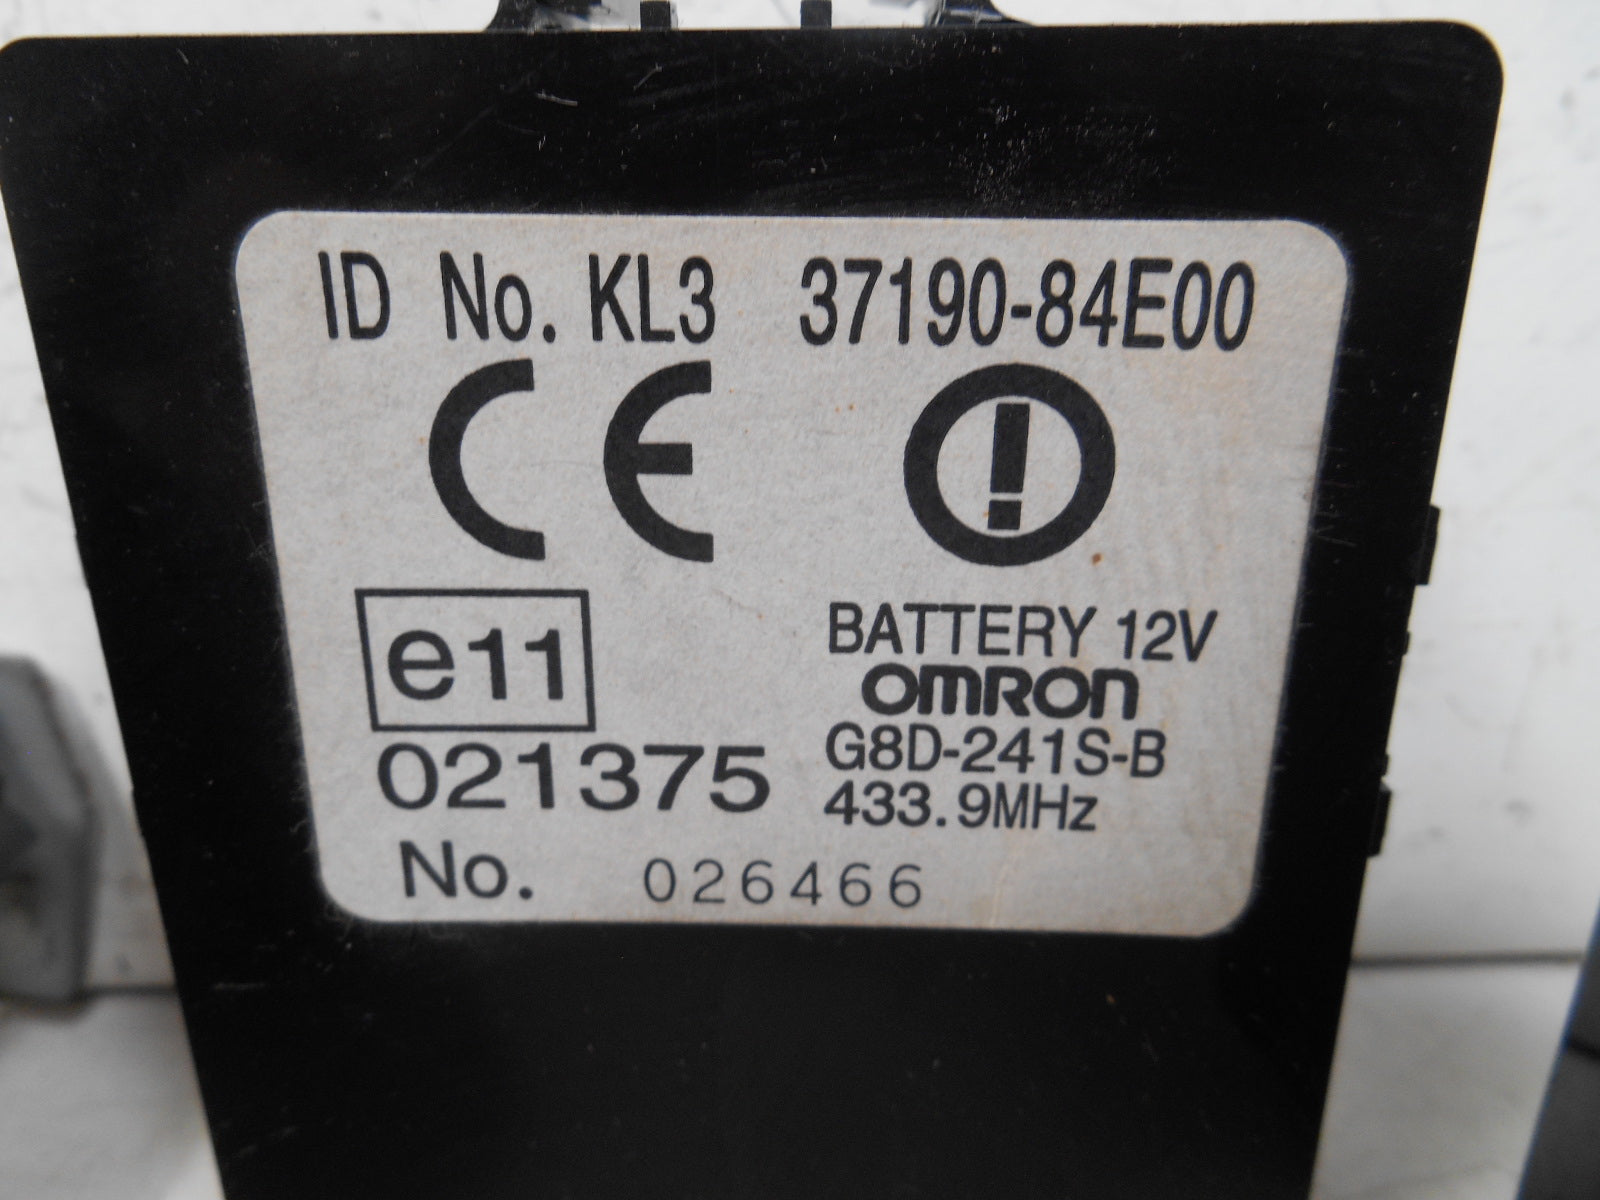 ID No. KL3 37190-84E00
CE
e11
021375
BATTERY 12V
OMRON
G8D-241S-B
433.9MHz
No. 026466